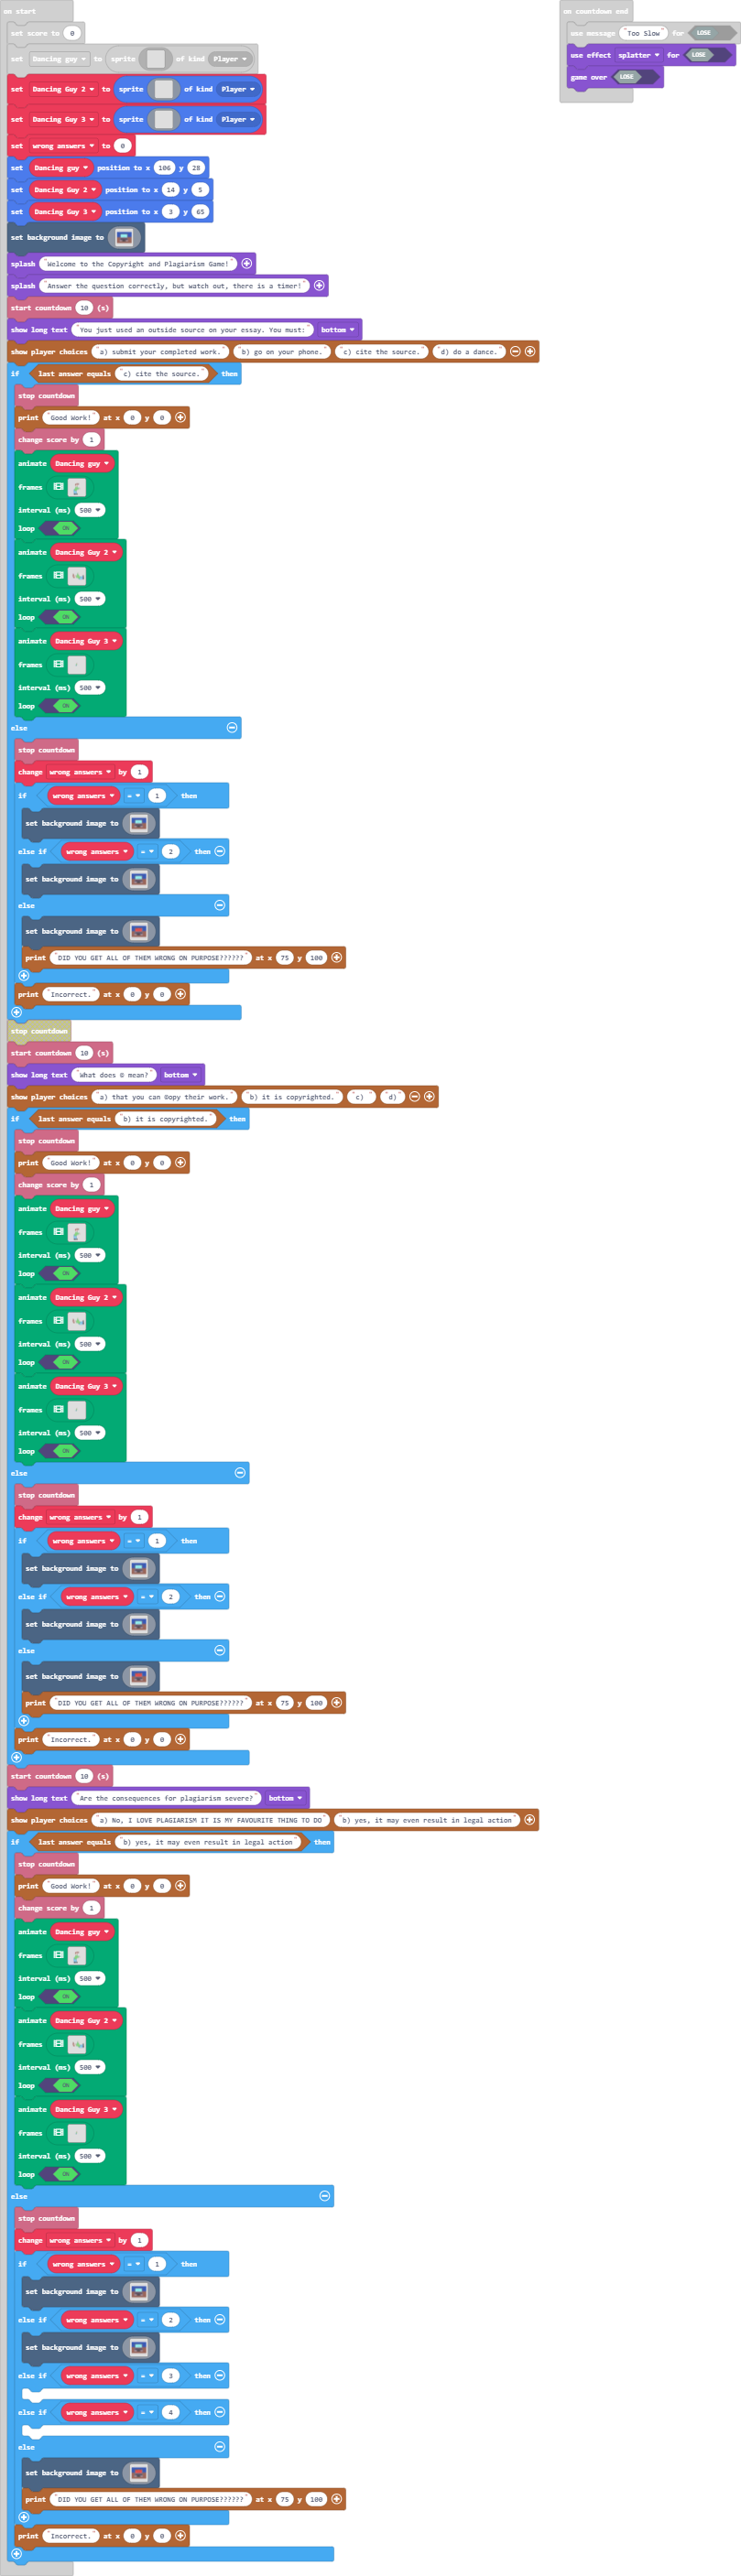 on start
set score to 0
set Dancing guy to sprite of kind Player
set Dancing Guy 2 to sprite of kind Player
set Dancing Guy 3 to sprite of kind Player
set wrong answers to 0
set Dancing guy position to x 106 y 28
set Dancing Guy 2 position to x 14 y 5
set Dancing Guy 3 position to x 3 y 65
set background image to
splash "Welcome to the Copyright and Plagiarism Game!"
splash "Answer the question correctly, but watch out, there is a timer!"
start countdown 10 (s)
show long text "You just used an outside source on your essay. You must:" bottom
show player choices "a) submit your completed work." "b) go on your phone." "c) cite the source." "d) do a dance."
if last answer equals "c) cite the source." then
stop countdown
print "Good Work!" at x 0 y 0
change score by 1
animate Dancing guy
frames
interval (ms) 500
loop ON
animate Dancing Guy 2
frames
interval (ms) 500
loop ON
animate Dancing Guy 3
frames
interval (ms) 500
loop ON
else
stop countdown
change wrong answers by 1
if wrong answers = 1 then
set background image to
else if wrong answers = 2 then
set background image to
else
set background image to
print "DID YOU GET ALL OF THEM WRONG ON PURPOSE??????" at x 75 y 100
print "Incorrect." at x 0 y 0
stop countdown
start countdown 10 (s)
show long text "What does © mean?" bottom
show player choices "a) that you can ©opy their work." "b) it is copyrighted." "c)" "d)"
if last answer equals "b) it is copyrighted." then
stop countdown
print "Good Work!" at x 0 y 0
change score by 1
animate Dancing guy
frames
interval (ms) 500
loop ON
animate Dancing Guy 2
frames
interval (ms) 500
loop ON
animate Dancing Guy 3
frames
interval (ms) 500
loop ON
else
stop countdown
change wrong answers by 1
if wrong answers = 1 then
set background image to
else if wrong answers = 2 then
set background image to
else
set background image to
print "DID YOU GET ALL OF THEM WRONG ON PURPOSE??????" at x 75 y 100
print "Incorrect." at x 0 y 0
start countdown 10 (s)
show long text "Are the consequences for plagiarism severe?" bottom
show player choices "a) No, I LOVE PLAGIARISM IT IS MY FAVOURITE THING TO DO" "b) yes, it may even result in legal action"
if last answer equals "b) yes, it may even result in legal action" then
stop countdown
print "Good Work!" at x 0 y 0
change score by 1
animate Dancing guy
frames
interval (ms) 500
loop ON
animate Dancing Guy 2
frames
interval (ms) 500
loop ON
animate Dancing Guy 3
frames
interval (ms) 500
loop ON
else
stop countdown
change wrong answers by 1
if wrong answers = 1 then
set background image to
else if wrong answers = 2 then
set background image to
else if wrong answers = 3 then
else if wrong answers = 4 then
else
set background image to
print "DID YOU GET ALL OF THEM WRONG ON PURPOSE??????" at x 75 y 100
print "Incorrect." at x 0 y 0
on countdown end
use message "Too Slow" for LOSE
use effect splatter for LOSE
game over LOSE